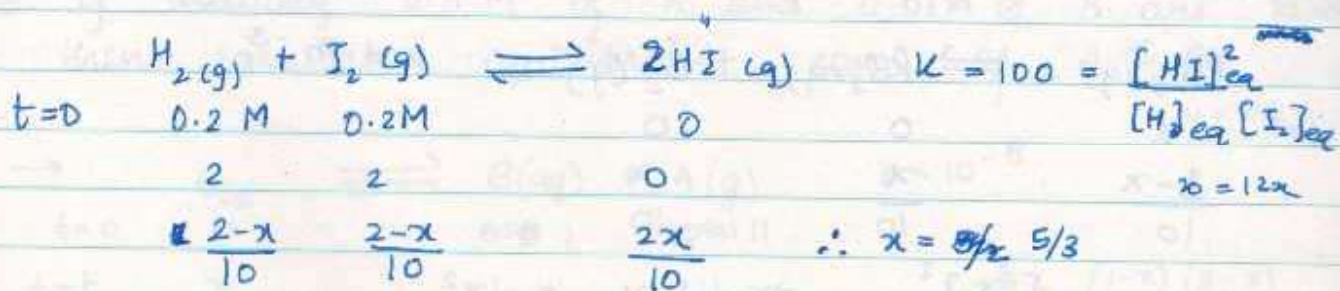 H₂(g) + I₂(g) ⇌ 2HI(g) K = 100 = [HI]²eq / [H₂]eq [I₂]eq
t=0 0.2 M 0.2M 0
2 2 0 20 = 12x
2-x/10 2-x/10 2x/10 ∴ x = 5/3